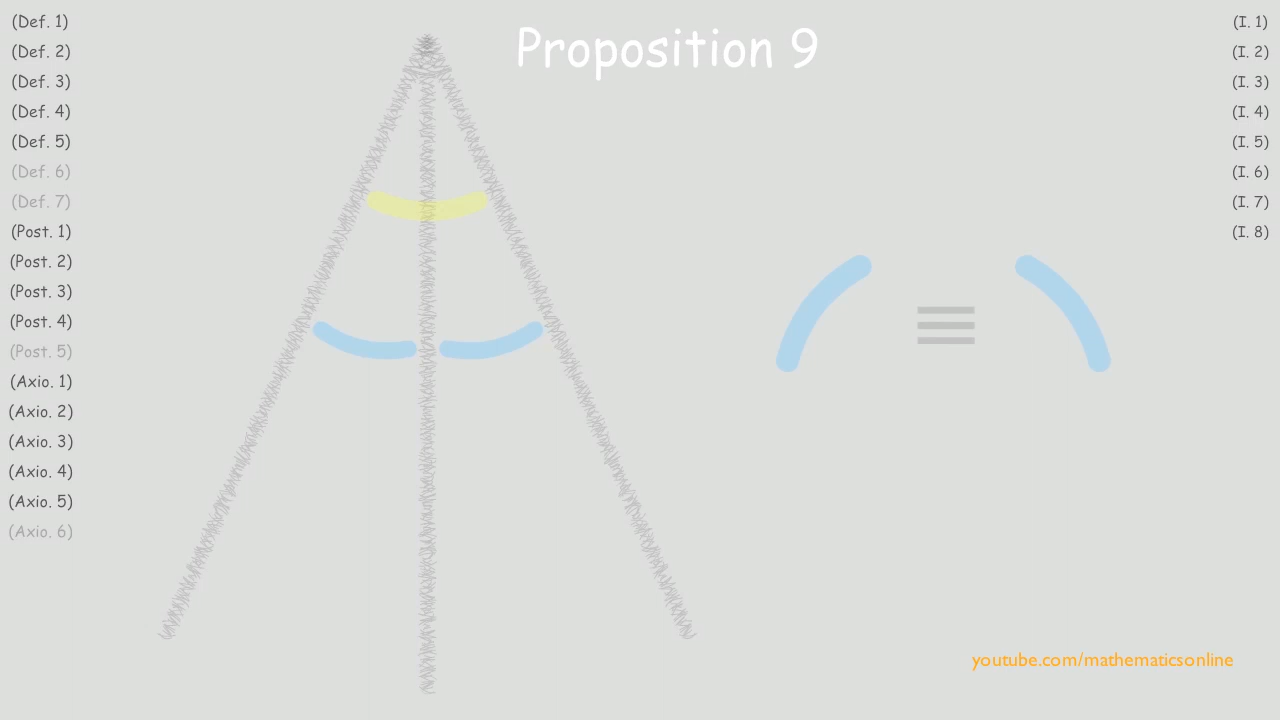 Proposition 9
(Def. 1)
(Def. 2)
(Def. 3)
(Def. 4)
(Def. 5)
(Def. 6)
(Def. 7)
(Post. 1)
(Post. 2)
(Post. 3)
(Post. 4)
(Post. 5)
(Axio. 1)
(Axio. 2)
(Axio. 3)
(Axio. 4)
(Axio. 5)
(Axio. 6)
(I. 1)
(I. 2)
(I. 3)
(I. 4)
(I. 5)
(I. 6)
(I. 7)
(I. 8)
≡
youtube.com/mathematicsonline